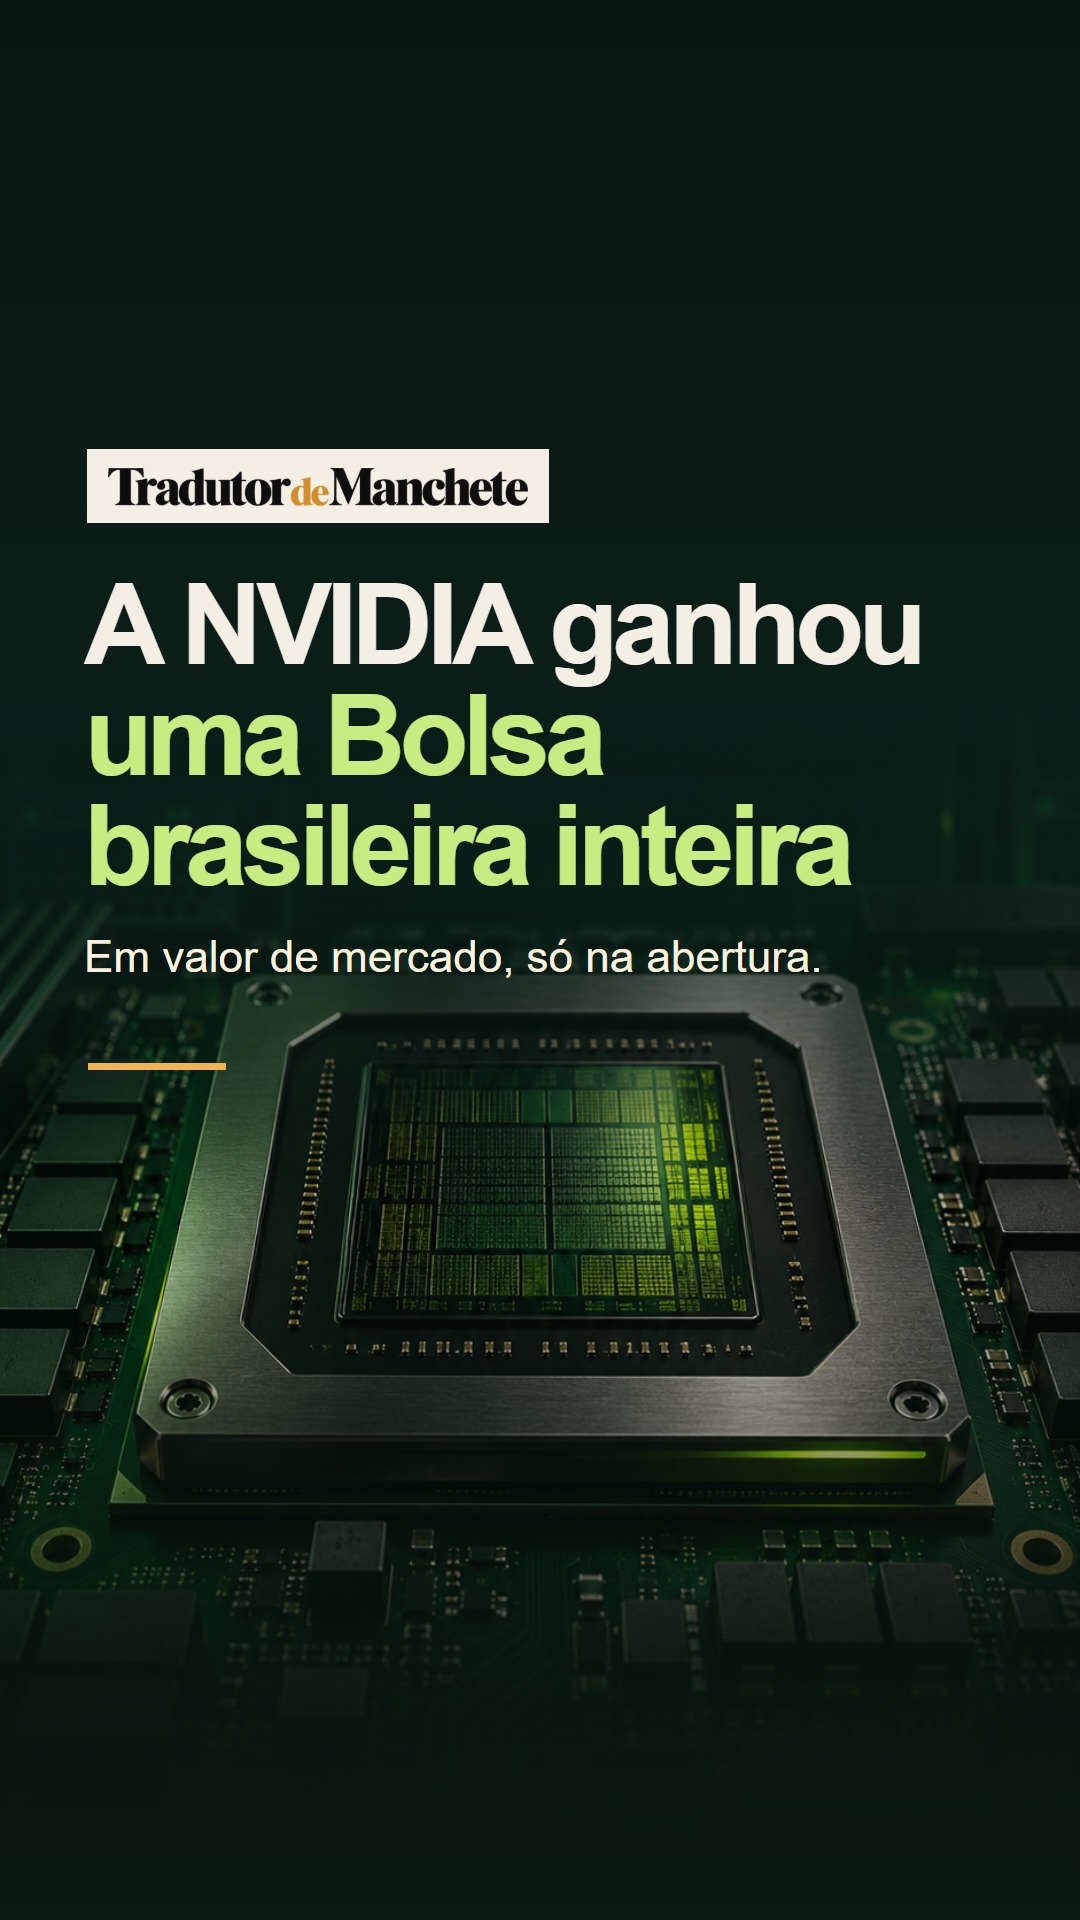 Tradutor de Manchete
A NVIDIA ganhou
uma Bolsa
brasileira inteira
Em valor de mercado, só na abertura.